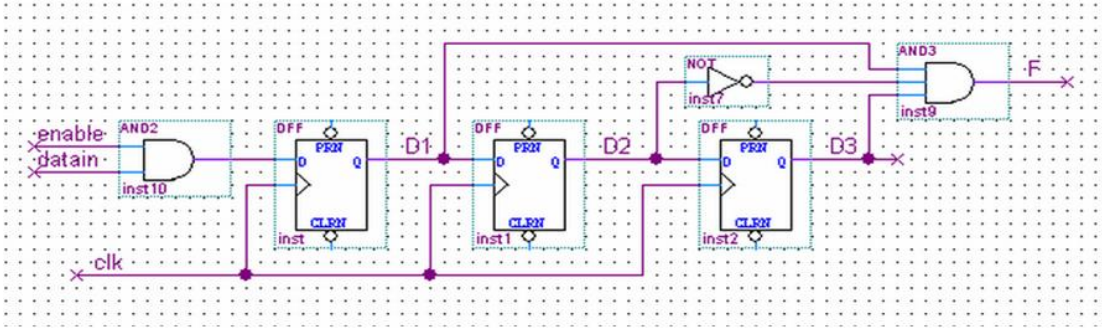 AND3
F
inst9
NOT
inst7
enable
datain
AND2
inst10
DFF
PRN
D
Q
CLRN
inst
D1
DFF
PRN
D
Q
CLRN
inst1
D2
DFF
PRN
D
Q
CLRN
inst2
D3
clk